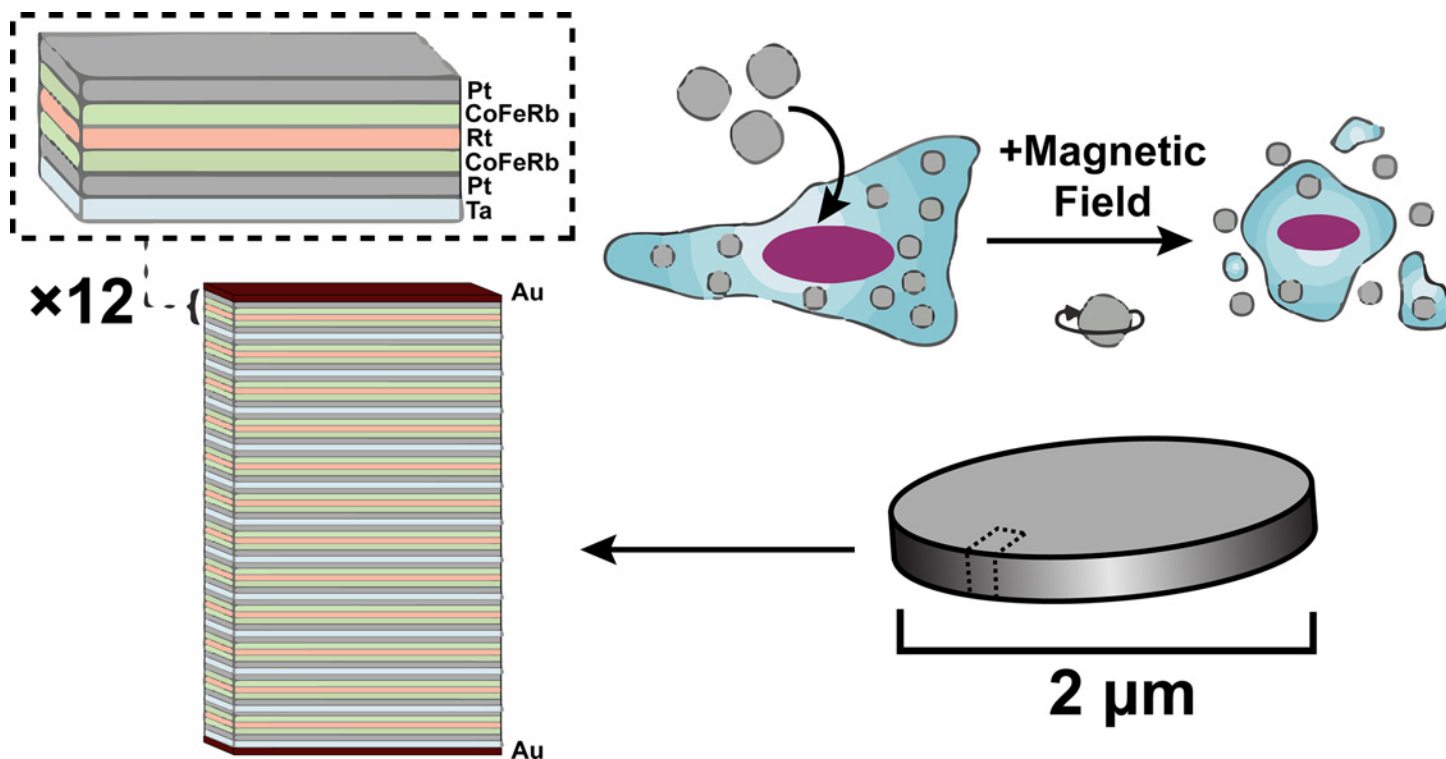 Pt
CoFeRb
Rt
CoFeRb
Pt
Ta
×12
Au
Au
+Magnetic
Field
2 μm